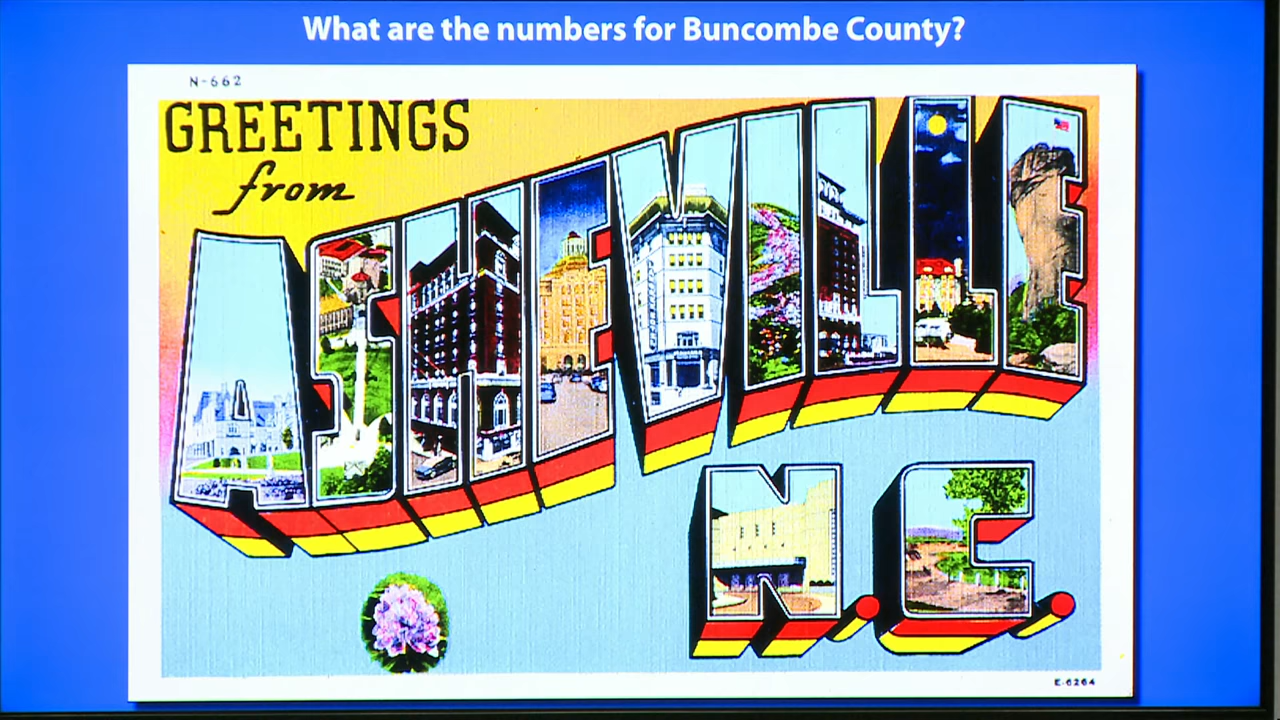 What are the numbers for Buncombe County?
N-662
GREETINGS
from
ASHEVILLE
N.C.
E-6264